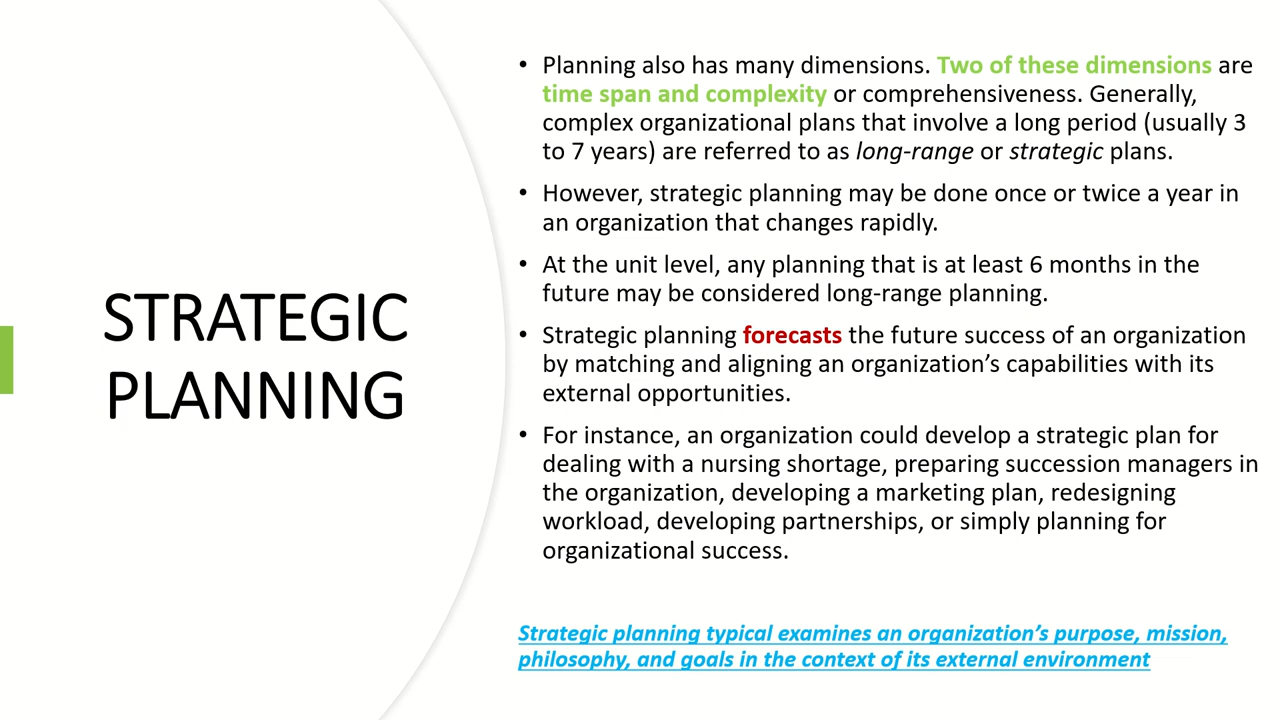 STRATEGIC
PLANNING
• Planning also has many dimensions. Two of these dimensions are
time span and complexity or comprehensiveness. Generally,
complex organizational plans that involve a long period (usually 3
to 7 years) are referred to as long-range or strategic plans.
• However, strategic planning may be done once or twice a year in
an organization that changes rapidly.
• At the unit level, any planning that is at least 6 months in the
future may be considered long-range planning.
• Strategic planning forecasts the future success of an organization
by matching and aligning an organization’s capabilities with its
external opportunities.
• For instance, an organization could develop a strategic plan for
dealing with a nursing shortage, preparing succession managers in
the organization, developing a marketing plan, redesigning
workload, developing partnerships, or simply planning for
organizational success.
Strategic planning typical examines an organization’s purpose, mission,
philosophy, and goals in the context of its external environment